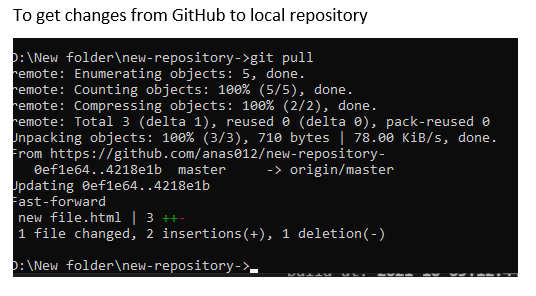 To get changes from GitHub to local repository
D:\New folder\new-repository->git pull
remote: Enumerating objects: 5, done.
remote: Counting objects: 100% (5/5), done.
remote: Compressing objects: 100% (2/2), done.
remote: Total 3 (delta 1), reused 0 (delta 0), pack-reused 0
Unpacking objects: 100% (3/3), 710 bytes | 78.00 KiB/s, done.
From https://github.com/anas012/new-repository-
0ef1e64..4218e1b master -> origin/master
Updating 0ef1e64..4218e1b
Fast-forward
new file.html | 3 ++-
1 file changed, 2 insertions(+), 1 deletion(-)
D:\New folder\new-repository->